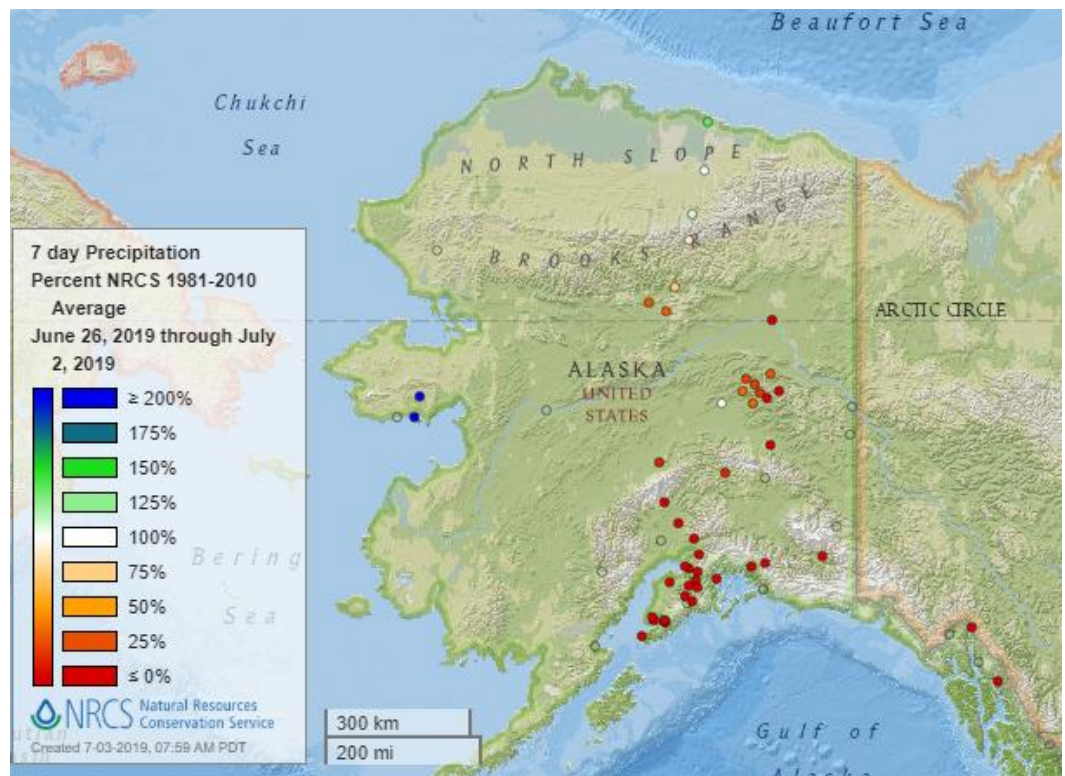 Beaufort Sea
Chukchi
Sea
NORTH SLOPE
BROOKS RANGE
ARCTIC CIRCLE
ALASKA
UNITED
STATES
Bering
Sea
Gulf of
Alaska
7 day Precipitation
Percent NRCS 1981-2010
Average
June 26, 2019 through July
2, 2019
≥ 200%
175%
150%
125%
100%
75%
50%
25%
≤ 0%
NRCS Natural Resources
Conservation Service
Created 7-03-2019, 07:59 AM PDT
300 km
200 mi